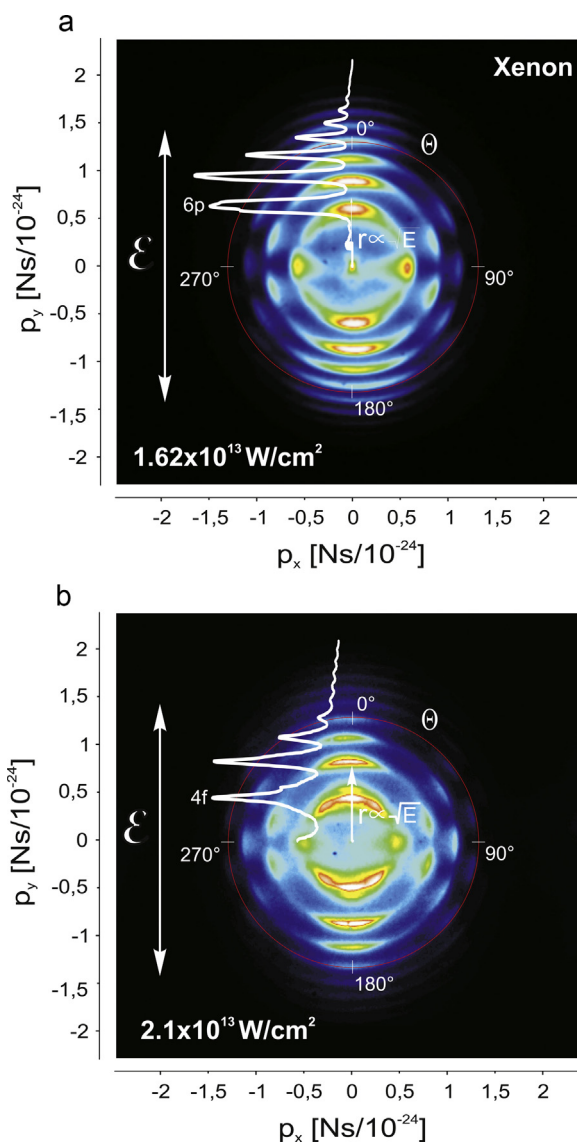 a
Xenon
2
1,5
1
0,5
0
-0,5
-1
-1,5
-2
p_y [Ns/10^-24]
ℰ
0°
Θ
6p
r∝ E
270°
90°
180°
1.62x10^13 W/cm^2
-2 -1,5 -1 -0,5 0 0,5 1 1,5 2
p_x [Ns/10^-24]
b
2
1,5
1
0,5
0
-0,5
-1
-1,5
-2
p_y [Ns/10^-24]
ℰ
0°
Θ
4f
r∝√E
270°
90°
180°
2.1x10^13 W/cm^2
-2 -1,5 -1 -0,5 0 0,5 1 1,5 2
p_x [Ns/10^-24]